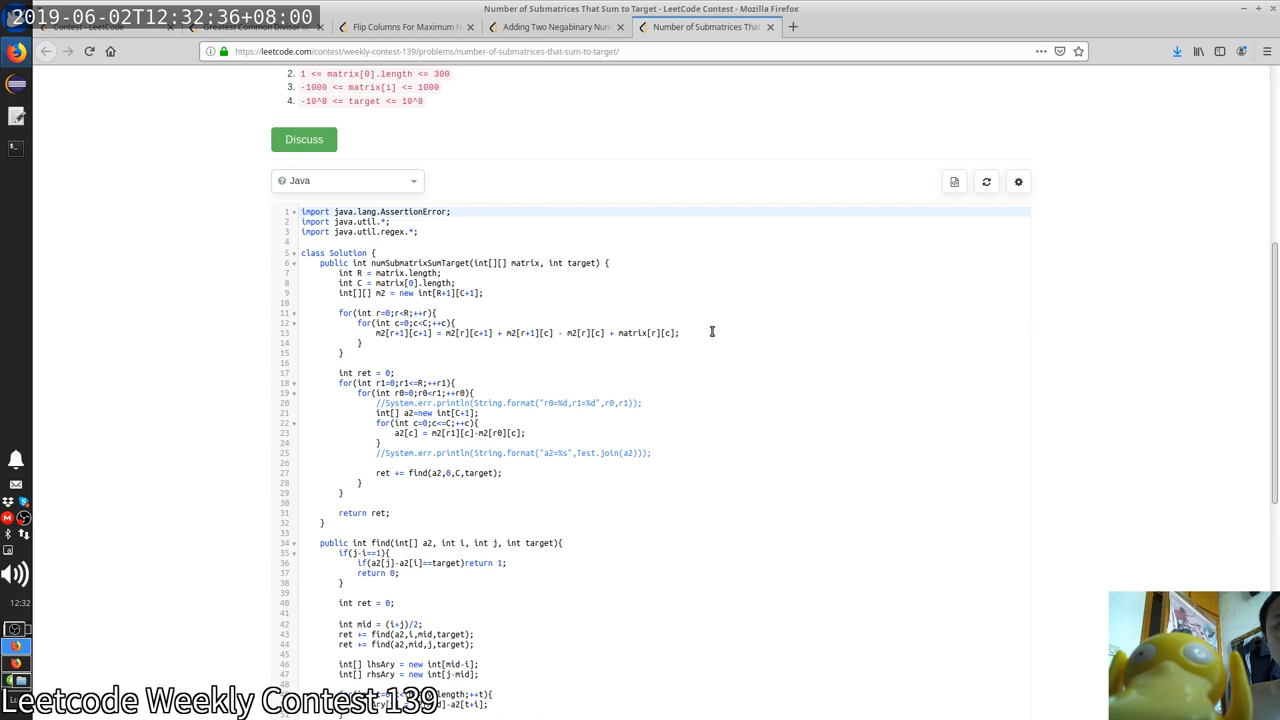 2019-06-02T12:32:36+08:00
Number of Submatrices That Sum to Target - LeetCode Contest - Mozilla Firefox
Contest - LeetCode
Greatest Common Divisor o
Flip Columns For Maximum N
Adding Two Negabinary Num
Number of Submatrices That
https://leetcode.com/contest/weekly-contest-139/problems/number-of-submatrices-that-sum-to-target/
2. 1 <= matrix[0].length <= 300
3. -1000 <= matrix[i] <= 1000
4. -10^8 <= target <= 10^8
Discuss
Java
1 import java.lang.AssertionError;
2 import java.util.*;
3 import java.util.regex.*;
4
5 class Solution {
6 public int numSubmatrixSumTarget(int[][] matrix, int target) {
7 int R = matrix.length;
8 int C = matrix[0].length;
9 int[][] m2 = new int[R+1][C+1];
10
11 for(int r=0;r<R;++r){
12 for(int c=0;c<C;++c){
13 m2[r+1][c+1] = m2[r][c+1] + m2[r+1][c] - m2[r][c] + matrix[r][c];
14 }
15 }
16
17 int ret = 0;
18 for(int r1=0;r1<=R;++r1){
19 for(int r0=0;r0<r1;++r0){
20 //System.err.println(String.format("r0=%d,r1=%d",r0,r1));
21 int[] a2=new int[C+1];
22 for(int c=0;c<=C;++c){
23 a2[c] = m2[r1][c]-m2[r0][c];
24 }
25 //System.err.println(String.format("a2=%s",Test.join(a2)));
26
27 ret += find(a2,0,C,target);
28 }
29 }
30
31 return ret;
32 }
33
34 public int find(int[] a2, int i, int j, int target){
35 if(j-i==1){
36 if(a2[j]-a2[i]==target)return 1;
37 return 0;
38 }
39
40 int ret = 0;
41
42 int mid = (i+j)/2;
43 ret += find(a2,i,mid,target);
44 ret += find(a2,mid,j,target);
45
46 int[] lhsAry = new int[mid-i];
47 int[] rhsAry = new int[j-mid];
48
12:32
Leetcode Weekly Contest 139